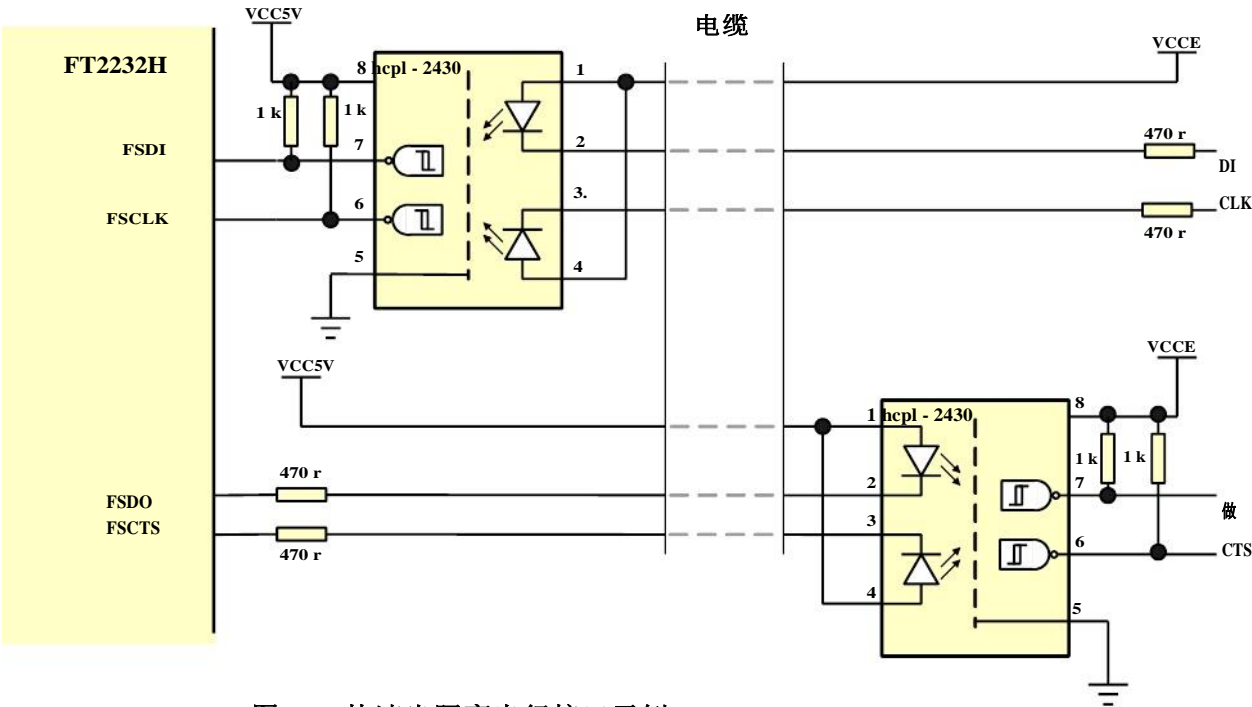 电缆
VCC5V
VCCE
FT2232H
8 hcpl - 2430
1
1 k
1 k
470 r
FSDI
7
2
DI
3.
6
CLK
FSCLK
470 r
5
4
VCCE
VCC5V
8
1 hcpl - 2430
1 k
1 k
470 r
2
7
FSDO
做
3
FSCTS
6
CTS
470 r
4
5